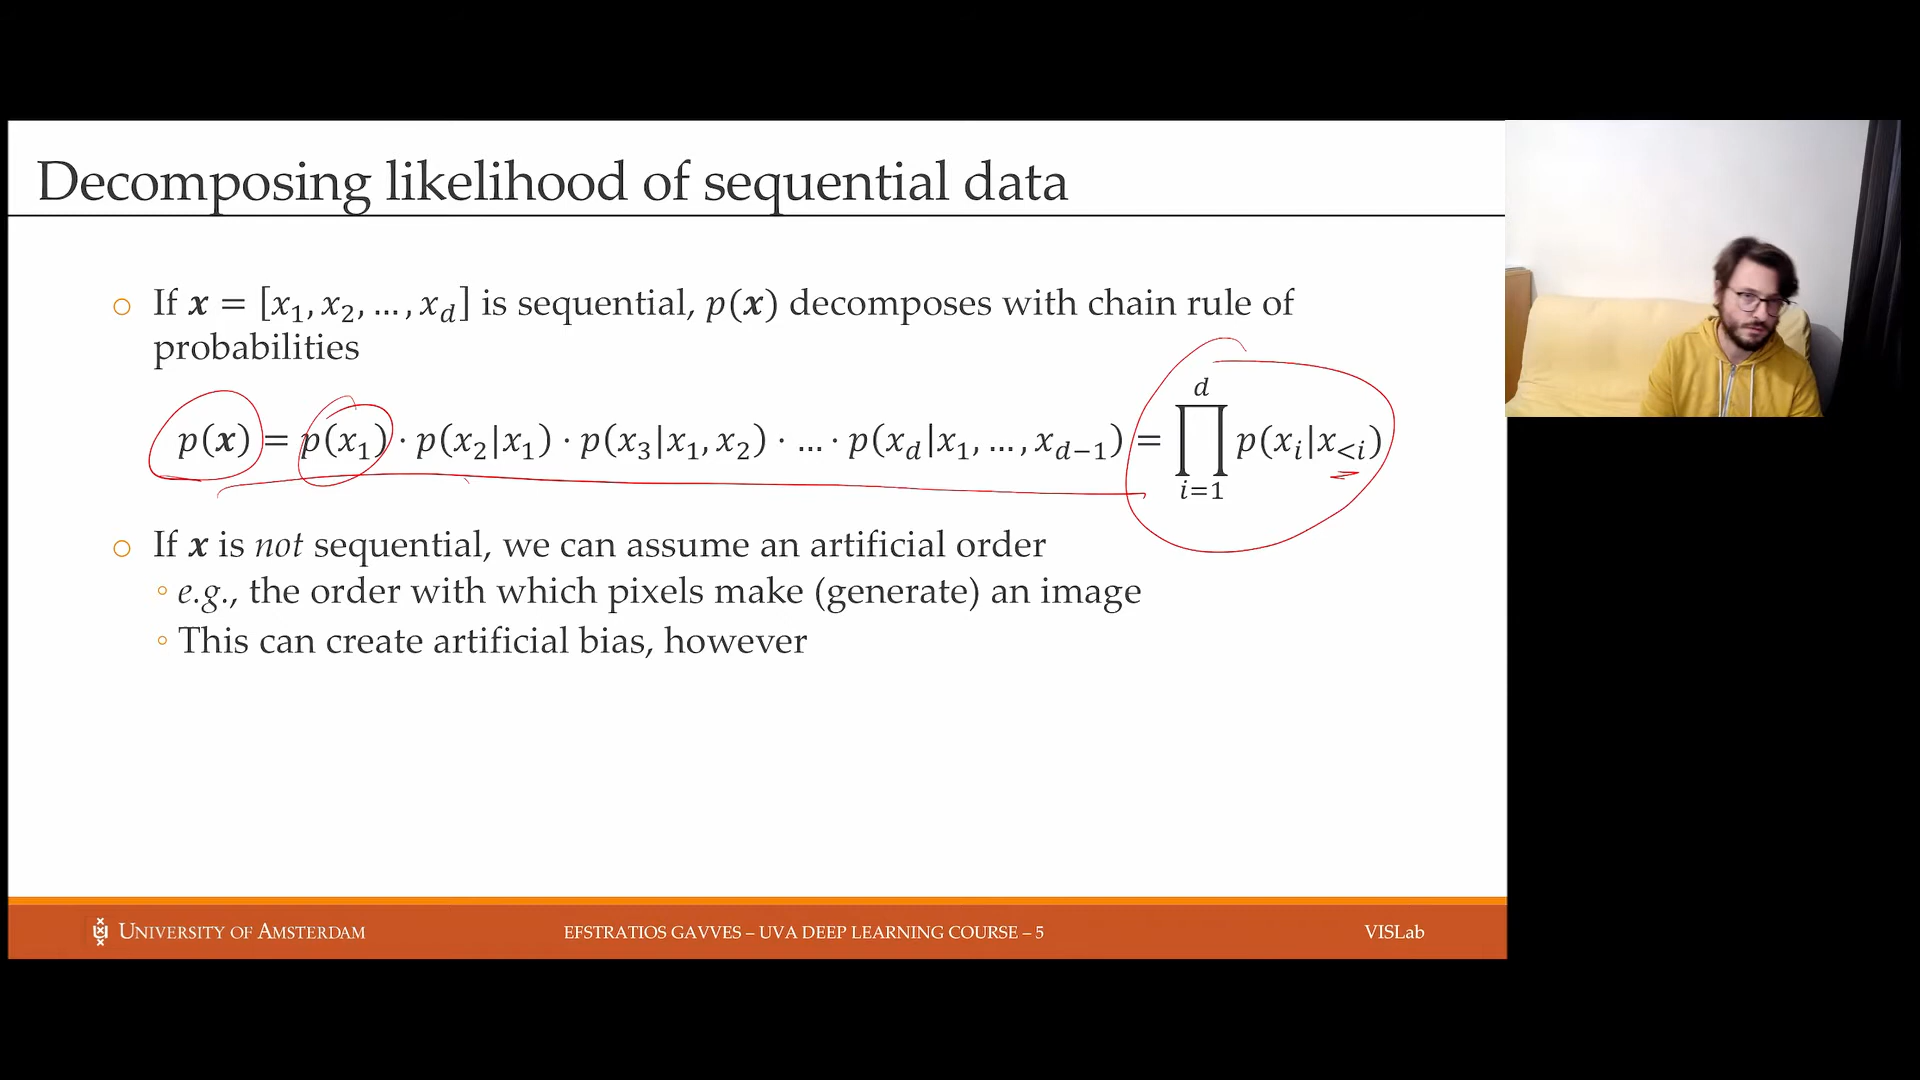 Decomposing likelihood of sequential data
If 𝒙 = [x₁, x₂, … , x_d] is sequential, p(𝒙) decomposes with chain rule of
probabilities
p(𝒙) = p(x₁) · p(x₂|x₁) · p(x₃|x₁, x₂) · … · p(x_d|x₁, … , x_{d−1}) = ∏_{i=1}^{d} p(x_i|x_{<i})
If 𝒙 is not sequential, we can assume an artificial order
e.g., the order with which pixels make (generate) an image
This can create artificial bias, however
UNIVERSITY OF AMSTERDAM
EFSTRATIOS GAVVES – UVA DEEP LEARNING COURSE – 5
VISLab